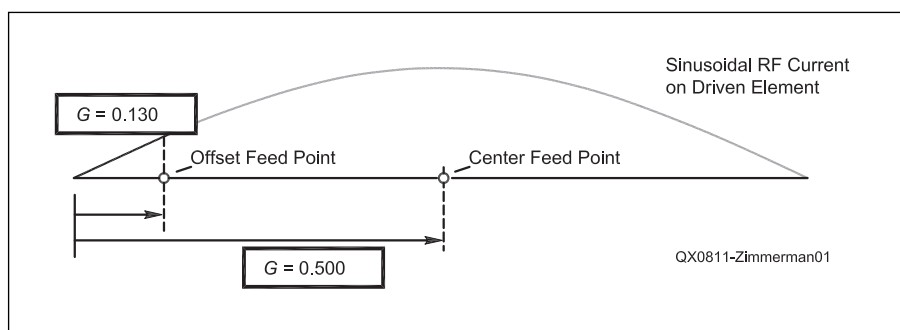 Sinusoidal RF Current
on Driven Element
G = 0.130
Offset Feed Point
Center Feed Point
G = 0.500
QX0811-Zimmerman01